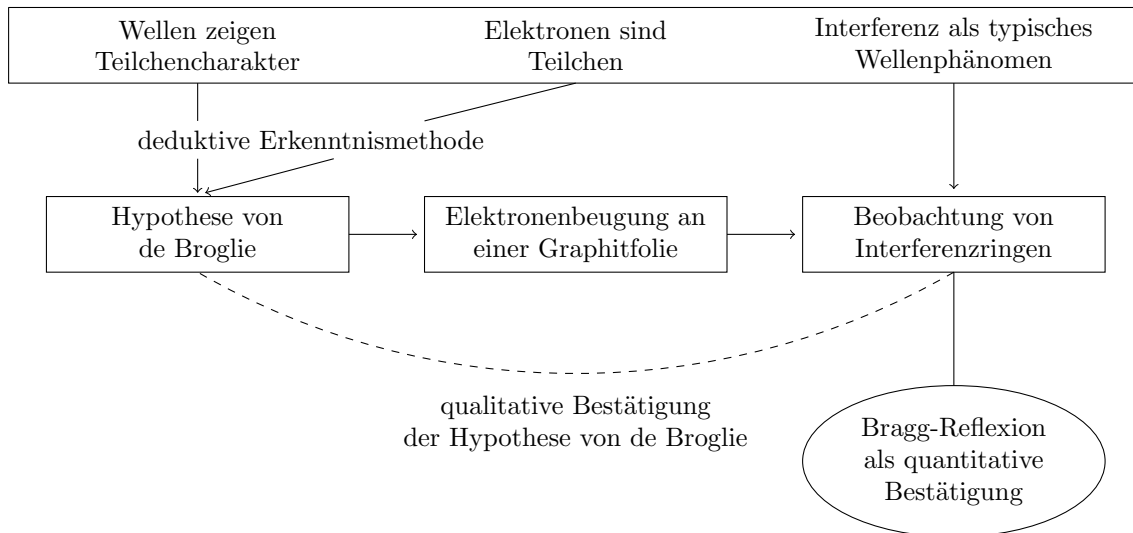 Wellen zeigen
Teilchencharakter
Elektronen sind
Teilchen
Interferenz als typisches
Wellenphänomen
deduktive Erkenntnismethode
Hypothese von
de Broglie
Elektronenbeugung an
einer Graphitfolie
Beobachtung von
Interferenzringen
qualitative Bestätigung
der Hypothese von de Broglie
Bragg-Reflexion
als quantitative
Bestätigung